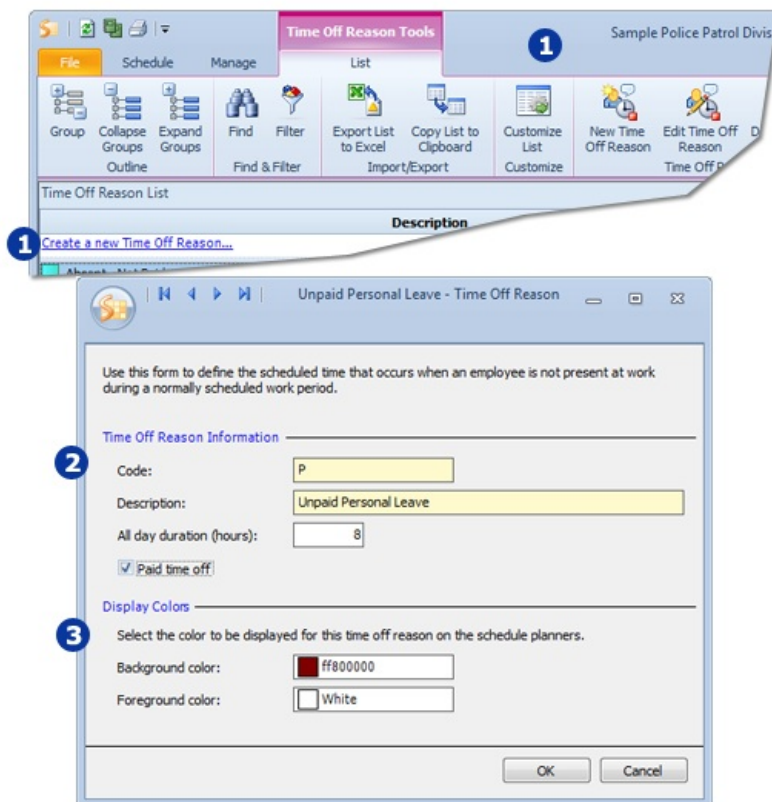 Time Off Reason Tools
1
Sample Police Patrol Divis
File Schedule Manage List
Group Collapse Groups Expand Groups Find Filter Export List to Excel Copy List to Clipboard Customize List New Time Off Reason Edit Time Off Reason D
Outline Find & Filter Import/Export Customize Time Off
Time Off Reason List
Description
1 Create a new Time Off Reason...
Unpaid Personal Leave - Time Off Reason
Use this form to define the scheduled time that occurs when an employee is not present at work
during a normally scheduled work period.
Time Off Reason Information
2
Code: P
Description: Unpaid Personal Leave
All day duration (hours): 8
Paid time off
Display Colors
3
Select the color to be displayed for this time off reason on the schedule planners.
Background color: ff800000
Foreground color: White
OK Cancel